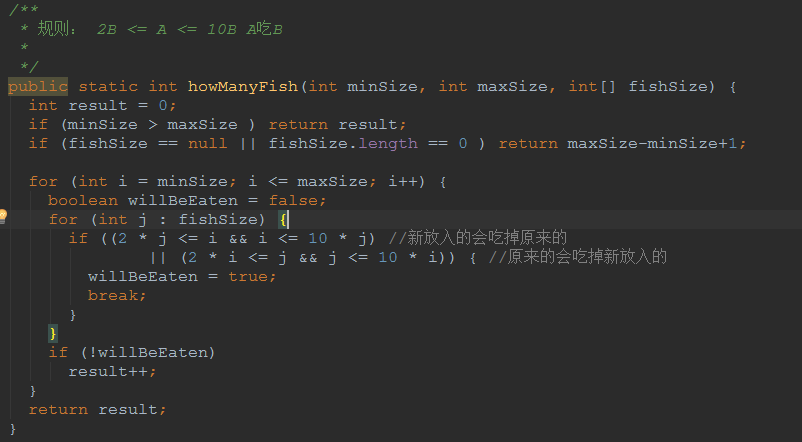 /**
 * 规则： 2B <= A <= 10B A吃B
 *
 */
public static int howManyFish(int minSize, int maxSize, int[] fishSize) {
  int result = 0;
  if (minSize > maxSize ) return result;
  if (fishSize == null || fishSize.length == 0 ) return maxSize-minSize+1;

  for (int i = minSize; i <= maxSize; i++) {
    boolean willBeEaten = false;
    for (int j : fishSize) {
      if ((2 * j <= i && i <= 10 * j) //新放入的会吃掉原来的
              || (2 * i <= j && j <= 10 * i)) { //原来的会吃掉新放入的
        willBeEaten = true;
        break;
      }
    }
    if (!willBeEaten)
      result++;
  }
  return result;
}